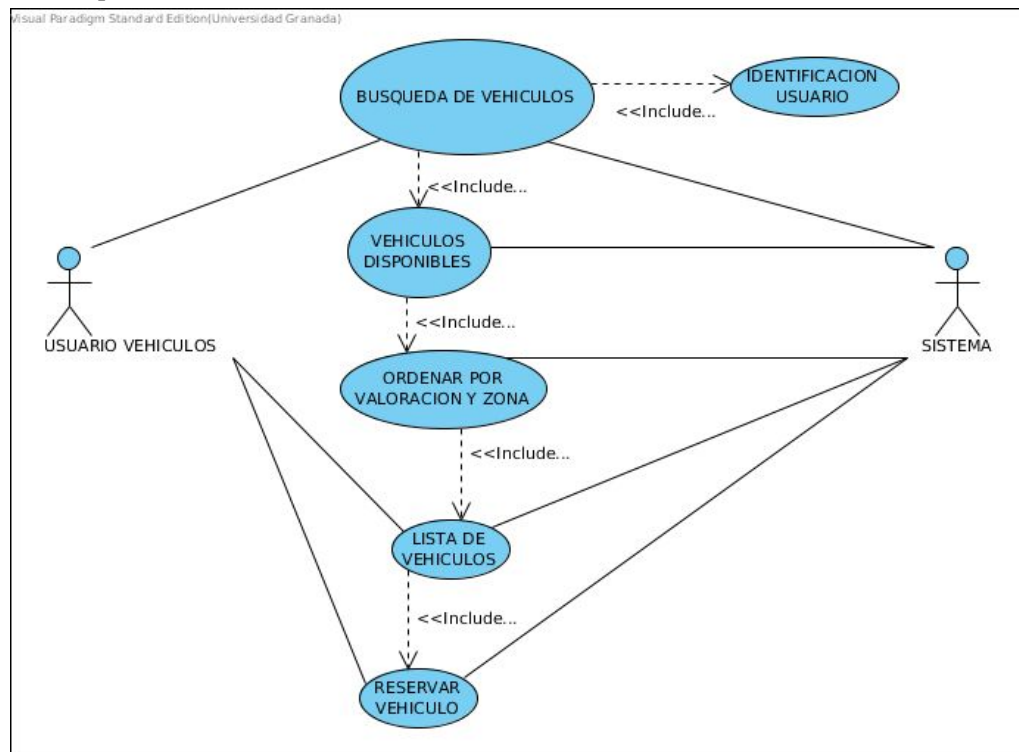 Visual Paradigm Standard Edition(Universidad Granada)
IDENTIFICACION
USUARIO
BUSQUEDA DE VEHICULOS
<<Include...
<<Include...
VEHICULOS
DISPONIBLES
<<Include...
USUARIO VEHICULOS
SISTEMA
ORDENAR POR
VALORACION Y ZONA
<<Include...
LISTA DE
VEHICULOS
<<Include...
RESERVAR
VEHICULO